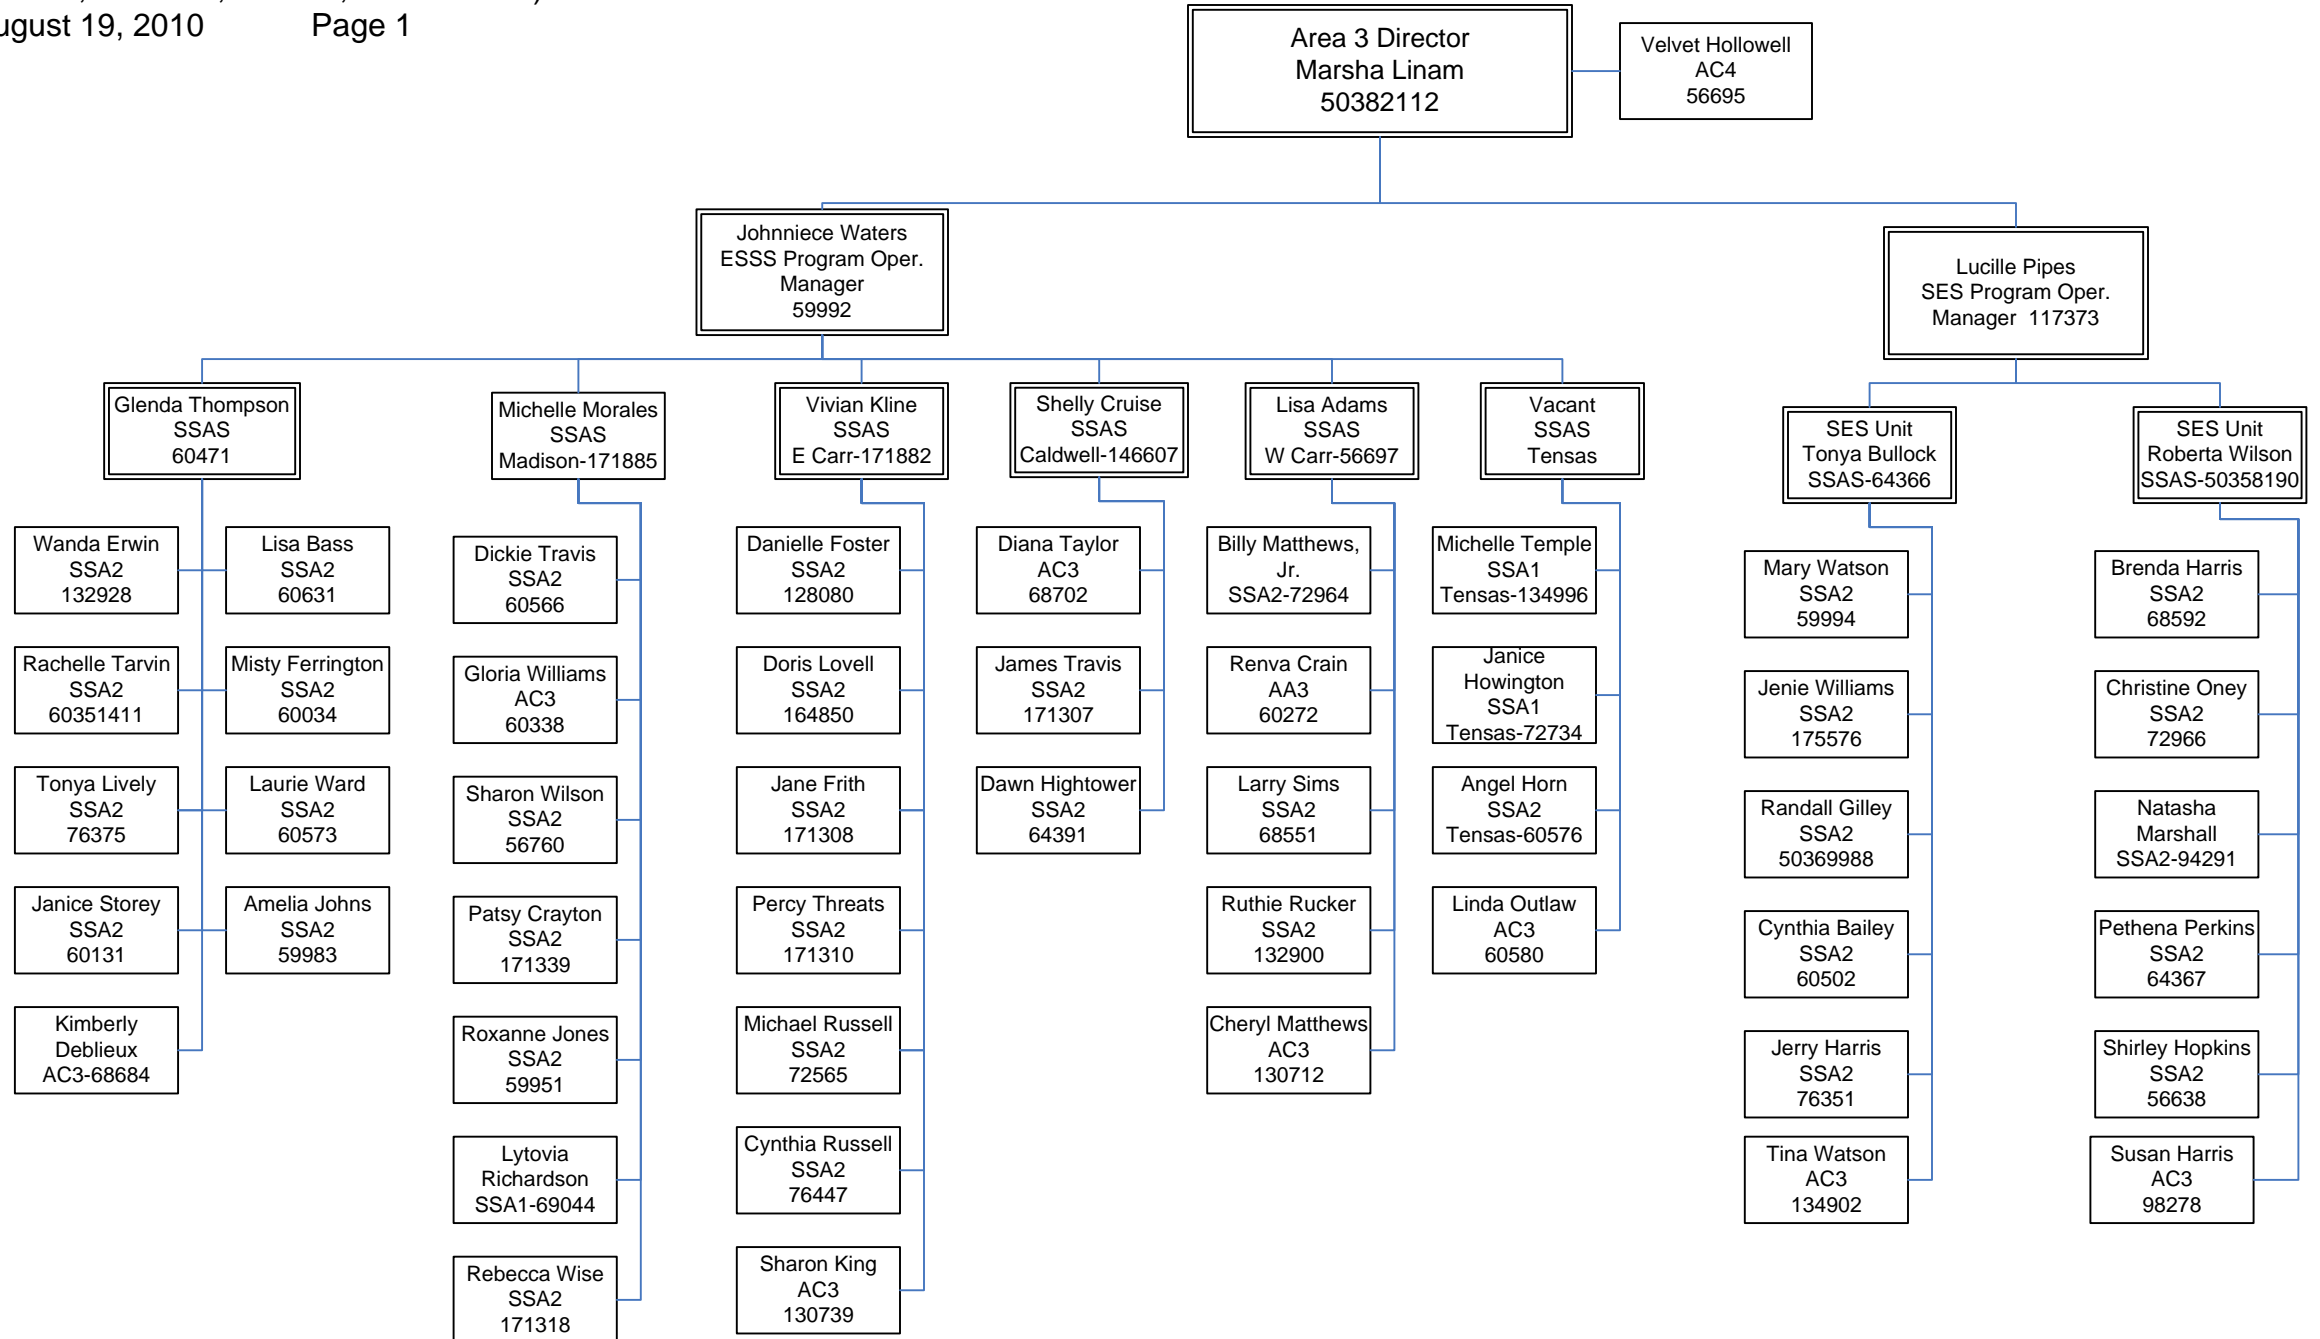 ugust 19, 2010 Page 1
Area 3 Director
Marsha Linam
50382112
Velvet Hollowell
AC4
56695
Johnniece Waters
ESSS Program Oper.
Manager
59992
Lucille Pipes
SES Program Oper.
Manager 117373
Glenda Thompson
SSAS
60471
Michelle Morales
SSAS
Madison-171885
Vivian Kline
SSAS
E Carr-171882
Shelly Cruise
SSAS
Caldwell-146607
Lisa Adams
SSAS
W Carr-56697
Vacant
SSAS
Tensas
SES Unit
Tonya Bullock
SSAS-64366
SES Unit
Roberta Wilson
SSAS-50358190
Wanda Erwin
SSA2
132928
Lisa Bass
SSA2
60631
Rachelle Tarvin
SSA2
60351411
Misty Ferrington
SSA2
60034
Tonya Lively
SSA2
76375
Laurie Ward
SSA2
60573
Janice Storey
SSA2
60131
Amelia Johns
SSA2
59983
Kimberly
Deblieux
AC3-68684
Dickie Travis
SSA2
60566
Gloria Williams
AC3
60338
Sharon Wilson
SSA2
56760
Patsy Crayton
SSA2
171339
Roxanne Jones
SSA2
59951
Lytovia
Richardson
SSA1-69044
Rebecca Wise
SSA2
171318
Danielle Foster
SSA2
128080
Doris Lovell
SSA2
164850
Jane Frith
SSA2
171308
Percy Threats
SSA2
171310
Michael Russell
SSA2
72565
Cynthia Russell
SSA2
76447
Sharon King
AC3
130739
Diana Taylor
AC3
68702
James Travis
SSA2
171307
Dawn Hightower
SSA2
64391
Billy Matthews,
Jr.
SSA2-72964
Renva Crain
AA3
60272
Larry Sims
SSA2
68551
Ruthie Rucker
SSA2
132900
Cheryl Matthews
AC3
130712
Michelle Temple
SSA1
Tensas-134996
Janice
Howington
SSA1
Tensas-72734
Angel Horn
SSA2
Tensas-60576
Linda Outlaw
AC3
60580
Mary Watson
SSA2
59994
Jenie Williams
SSA2
175576
Randall Gilley
SSA2
50369988
Cynthia Bailey
SSA2
60502
Jerry Harris
SSA2
76351
Tina Watson
AC3
134902
Brenda Harris
SSA2
68592
Christine Oney
SSA2
72966
Natasha
Marshall
SSA2-94291
Pethena Perkins
SSA2
64367
Shirley Hopkins
SSA2
56638
Susan Harris
AC3
98278